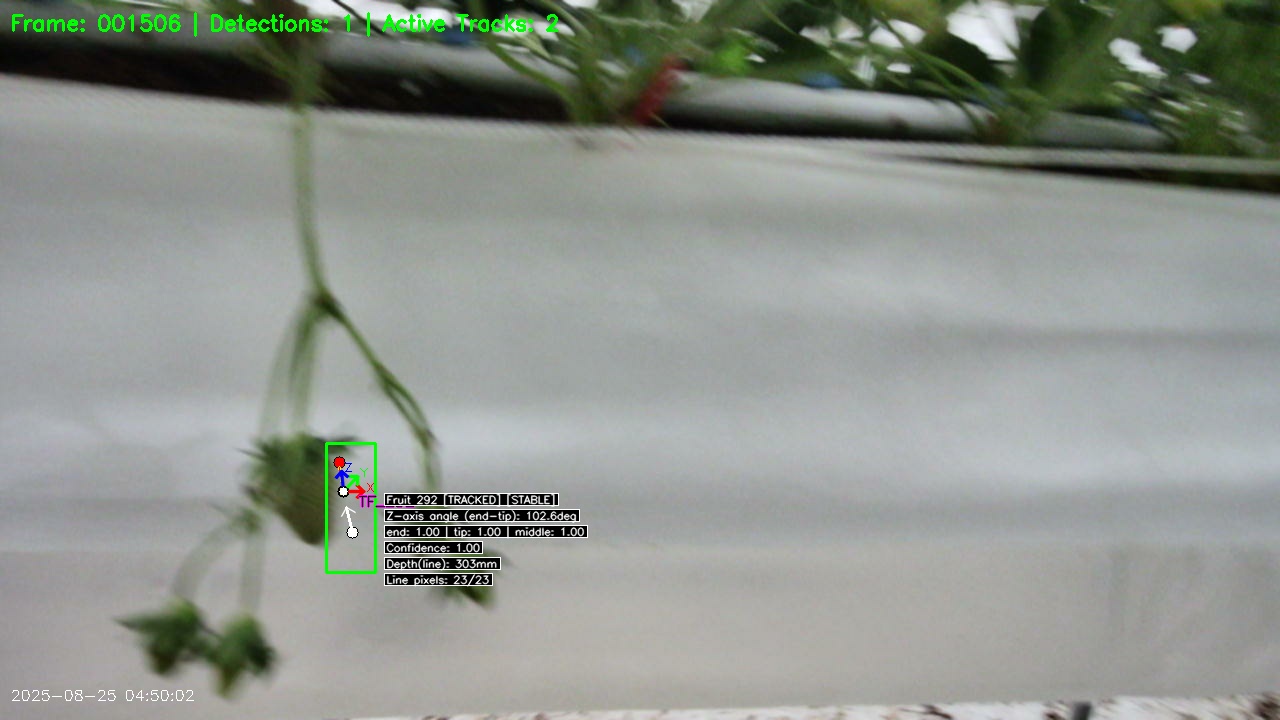 Frame: 001506 | Detections: 1 | Active Tracks: 2
Z
Y
X
Fruit 292 [TRACKED] [STABLE]
Z-axis angle (end-tip): 102.6deg
end: 1.00 | tip: 1.00 | middle: 1.00
Confidence: 1.00
Depth(line): 303mm
Line pixels: 23/23
2025-08-25 04:50:02